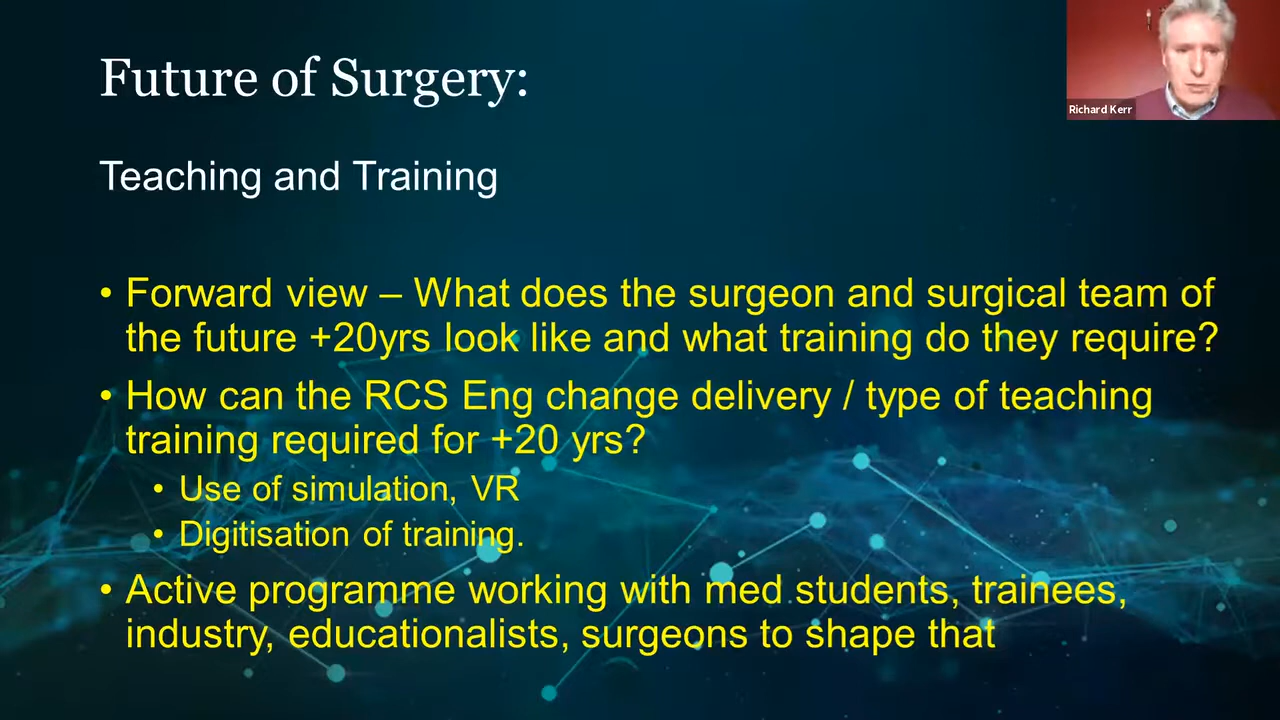 Future of Surgery:
Richard Kerr
Teaching and Training
• Forward view – What does the surgeon and surgical team of
the future +20yrs look like and what training do they require?
• How can the RCS Eng change delivery / type of teaching
training required for +20 yrs?
• Use of simulation, VR
• Digitisation of training.
• Active programme working with med students, trainees,
industry, educationalists, surgeons to shape that